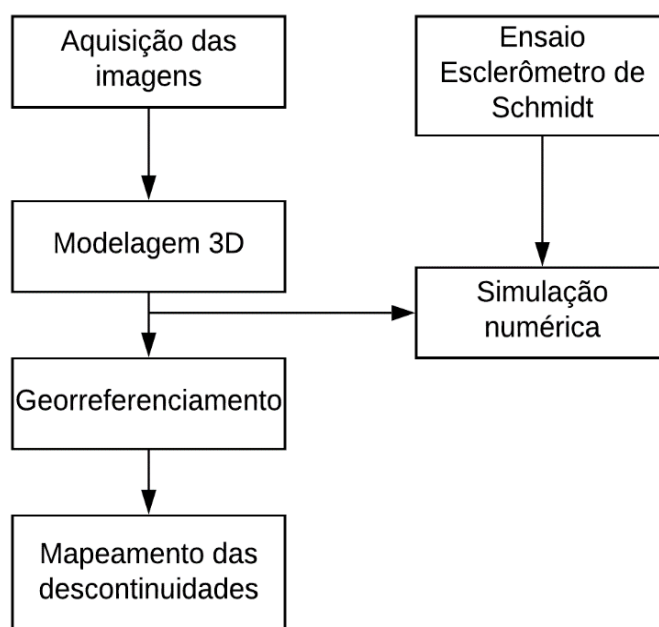 Aquisição das
imagens
Ensaio
Esclerômetro de
Schmidt
Modelagem 3D
Simulação
numérica
Georreferenciamento
Mapeamento das
descontinuidades